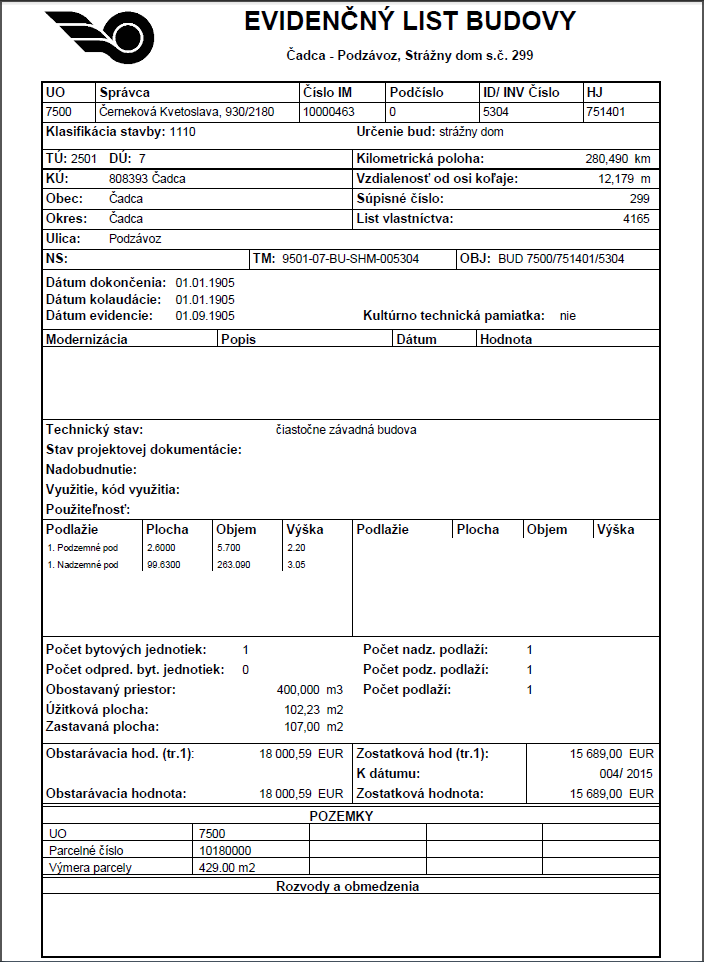 EVIDENČNÝ LIST BUDOVY
Čadca - Podzávoz, Strážny dom s.č. 299
UO Správca Číslo IM Podčíslo ID/ INV Číslo HJ
7500 Černeková Kvetoslava, 930/2180 10000463 0 5304 751401
Klasifikácia stavby: 1110 Určenie bud: strážny dom
TÚ: 2501 DÚ: 7 Kilometrická poloha: 280,490 km
KÚ: 808393 Čadca Vzdialenosť od osi koľaje: 12,179 m
Obec: Čadca Súpisné číslo: 299
Okres: Čadca List vlastníctva: 4165
Ulica: Podzávoz
NS: TM: 9501-07-BU-SHM-005304 OBJ: BUD 7500/751401/5304
Dátum dokončenia: 01.01.1905
Dátum kolaudácie: 01.01.1905
Dátum evidencie: 01.09.1905 Kultúrno technická pamiatka: nie
Modernizácia Popis Dátum Hodnota
Technický stav: čiastočne závadná budova
Stav projektovej dokumentácie:
Nadobudnutie:
Využitie, kód využitia:
Použiteľnosť:
Podlažie Plocha Objem Výška Podlažie Plocha Objem Výška
1. Podzemné pod 2.6000 5.700 2.20
1. Nadzemné pod 99.6300 263.090 3.05
Počet bytových jednotiek: 1 Počet nadz. podlaží: 1
Počet odpred. byt. jednotiek: 0 Počet podz. podlaží: 1
Obostavaný priestor: 400,000 m3 Počet podlaží: 1
Úžitková plocha: 102,23 m2
Zastavaná plocha: 107,00 m2
Obstarávacia hod. (tr.1): 18 000,59 EUR Zostatková hod (tr.1): 15 689,00 EUR
K dátumu: 004/ 2015
Obstarávacia hodnota: 18 000,59 EUR Zostatková hodnota: 15 689,00 EUR
POZEMKY
UO 7500
Parcelné číslo 10180000
Výmera parcely 429.00 m2
Rozvody a obmedzenia